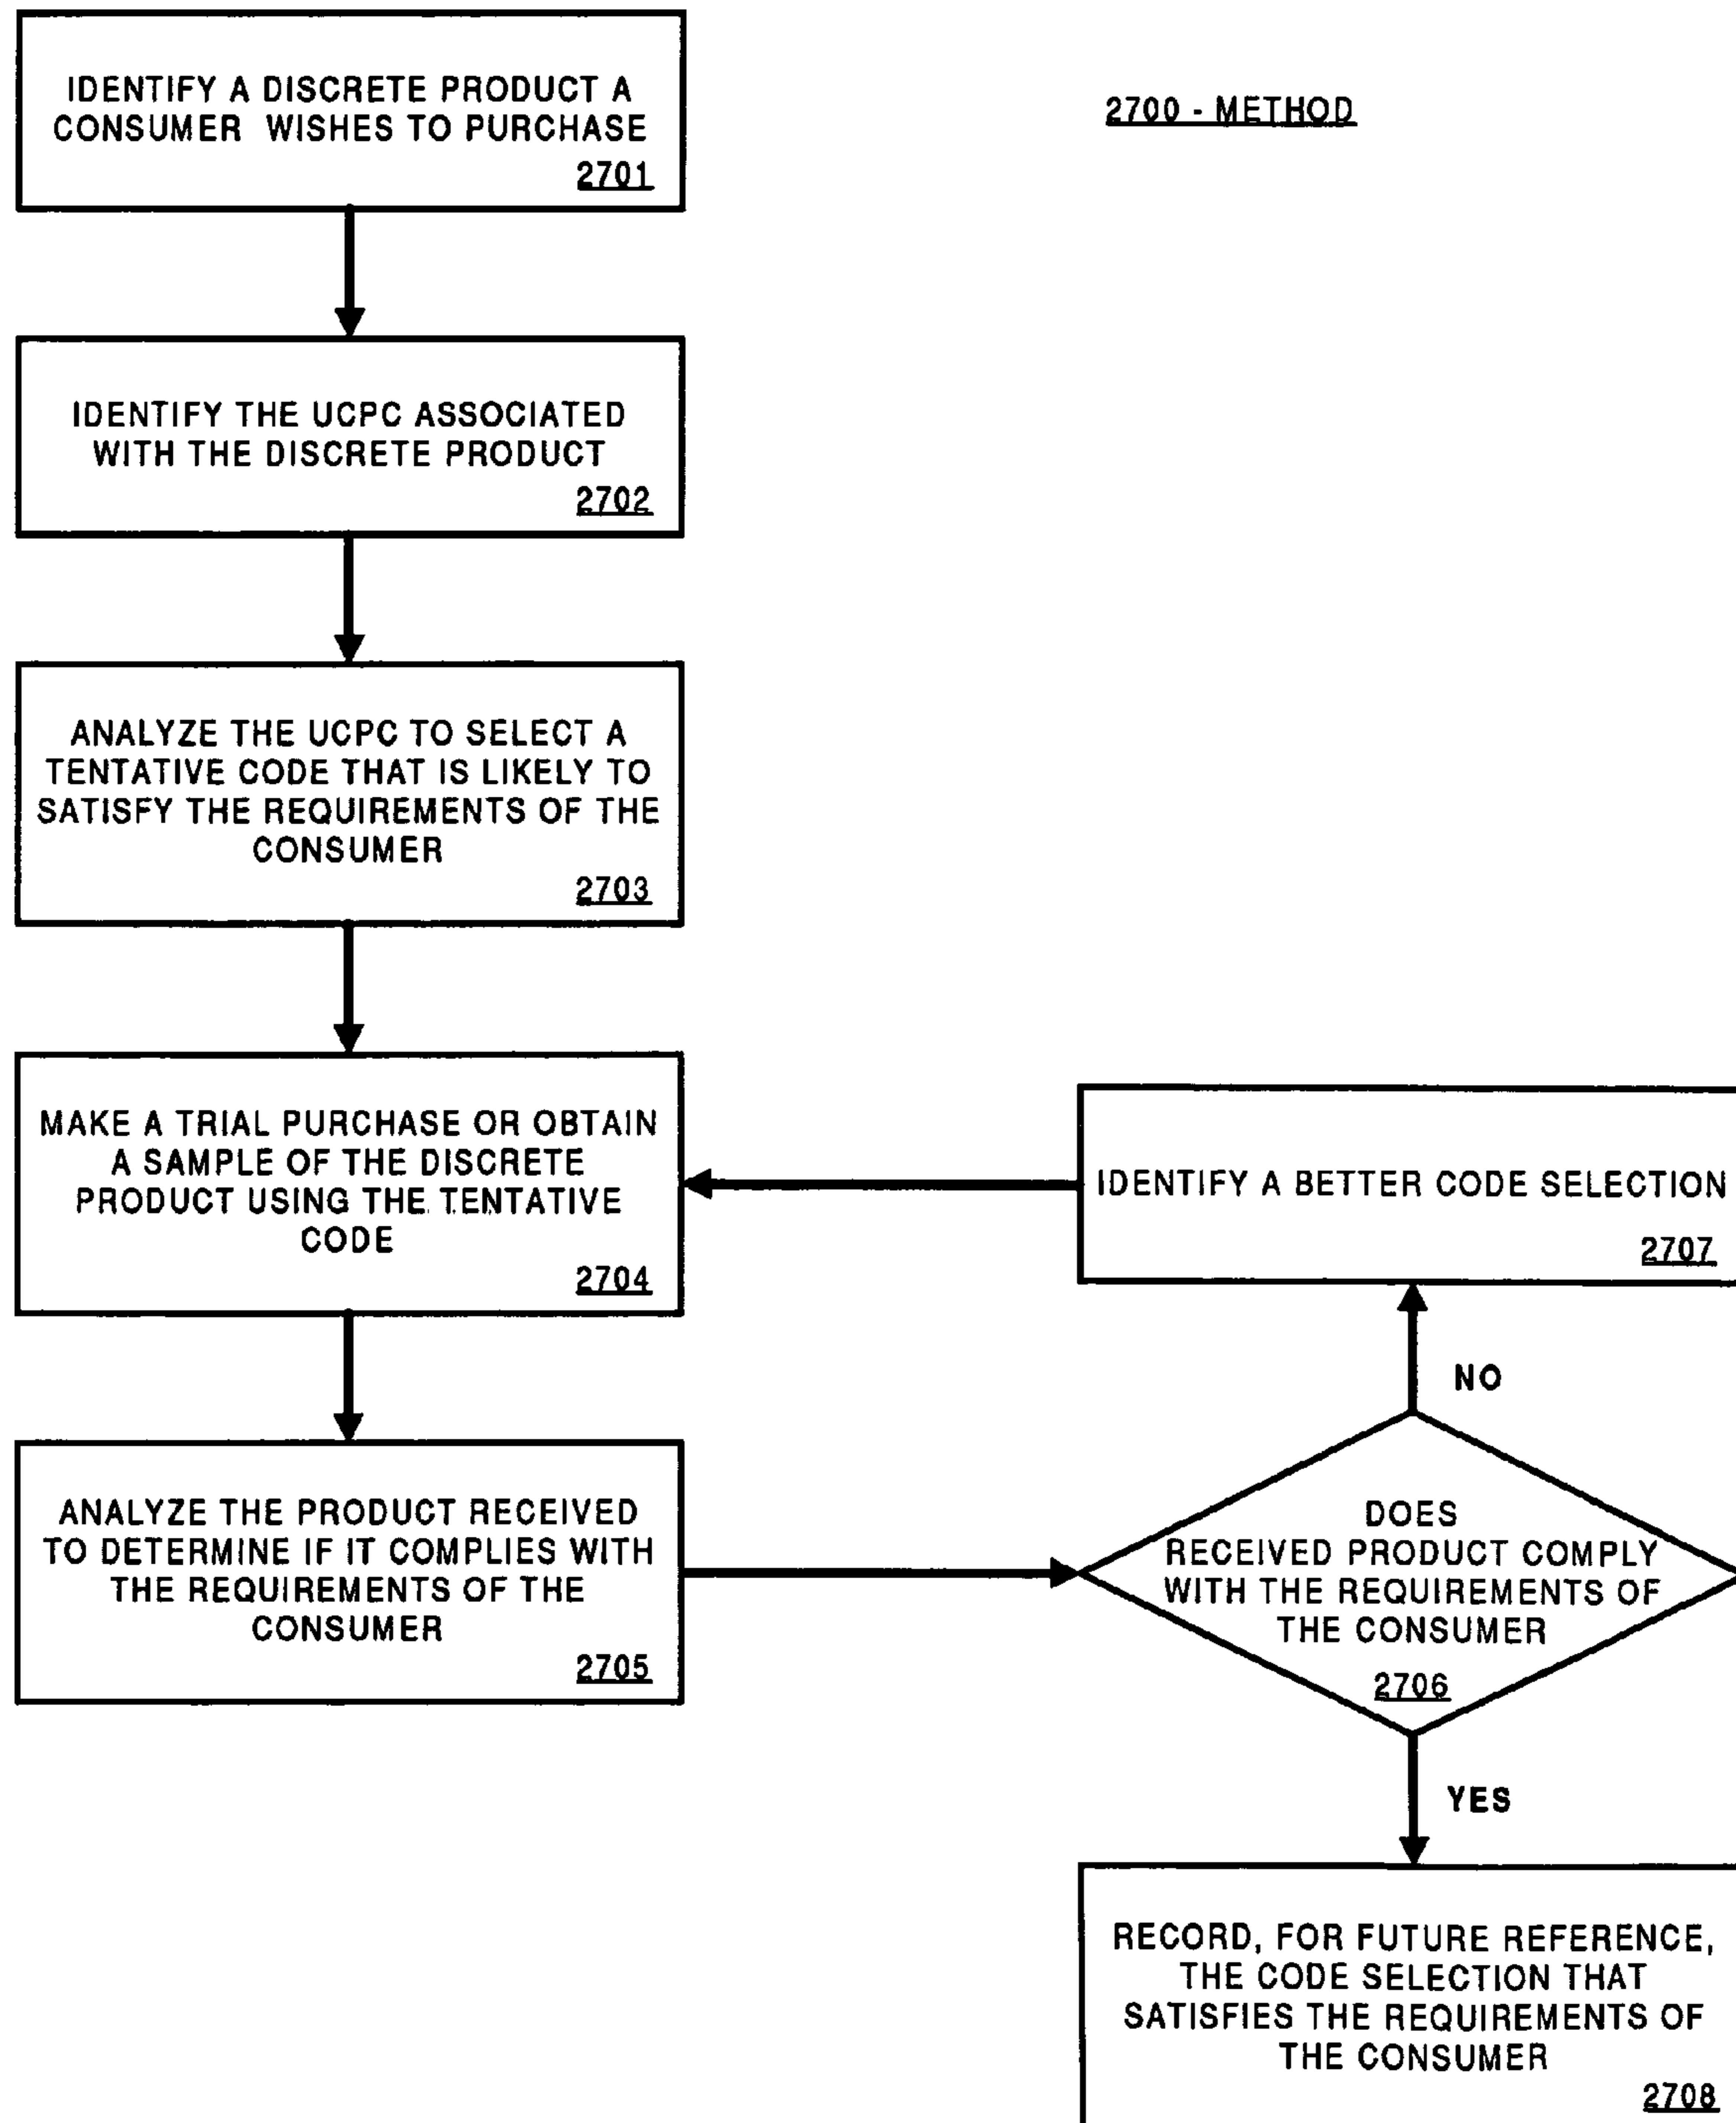 IDENTIFY A DISCRETE PRODUCT A
CONSUMER WISHES TO PURCHASE
2701
2700 - METHOD
IDENTIFY THE UCPC ASSOCIATED
WITH THE DISCRETE PRODUCT
2702
ANALYZE THE UCPC TO SELECT A
TENTATIVE CODE THAT IS LIKELY TO
SATISFY THE REQUIREMENTS OF THE
CONSUMER
2703
MAKE A TRIAL PURCHASE OR OBTAIN
A SAMPLE OF THE DISCRETE
PRODUCT USING THE TENTATIVE
CODE
2704
ANALYZE THE PRODUCT RECEIVED
TO DETERMINE IF IT COMPLIES WITH
THE REQUIREMENTS OF THE
CONSUMER
2705
DOES
RECEIVED PRODUCT COMPLY
WITH THE REQUIREMENTS OF
THE CONSUMER
2706
NO
IDENTIFY A BETTER CODE SELECTION
2707
YES
RECORD, FOR FUTURE REFERENCE,
THE CODE SELECTION THAT
SATISFIES THE REQUIREMENTS OF
THE CONSUMER
2708